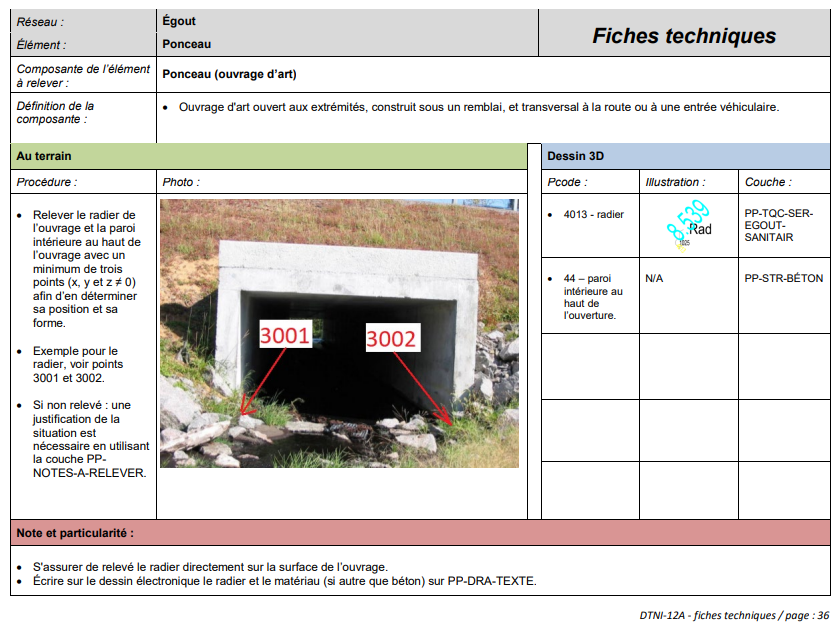 Réseau :
Égout
Fiches techniques
Élément :
Ponceau
Composante de l'élément
à relever :
Ponceau (ouvrage d'art)
Définition de la
composante :
• Ouvrage d'art ouvert aux extrémités, construit sous un remblai, et transversal à la route ou à une entrée véhiculaire.
Au terrain
Procédure :
Photo :
• Relever le radier de
l'ouvrage et la paroi
intérieure au haut de
l'ouvrage avec un
minimum de trois
points (x, y et z ≠ 0)
afin d'en déterminer
sa position et sa
forme.
• Exemple pour le
radier, voir points
3001 et 3002.
• Si non relevé : une
justification de la
situation est
nécessaire en utilisant
la couche PP-
NOTES-A-RELEVER.
3001
3002
Dessin 3D
Pcode :
Illustration :
Couche :
• 4013 - radier
8.539
Rad
1025
PP-TQC-SER-
EGOUT-
SANITAIR
• 44 – paroi
intérieure au
haut de
l'ouverture.
N/A
PP-STR-BÉTON
Note et particularité :
• S'assurer de relevé le radier directement sur la surface de l'ouvrage.
• Écrire sur le dessin électronique le radier et le matériau (si autre que béton) sur PP-DRA-TEXTE.
DTNI-12A - fiches techniques / page : 36